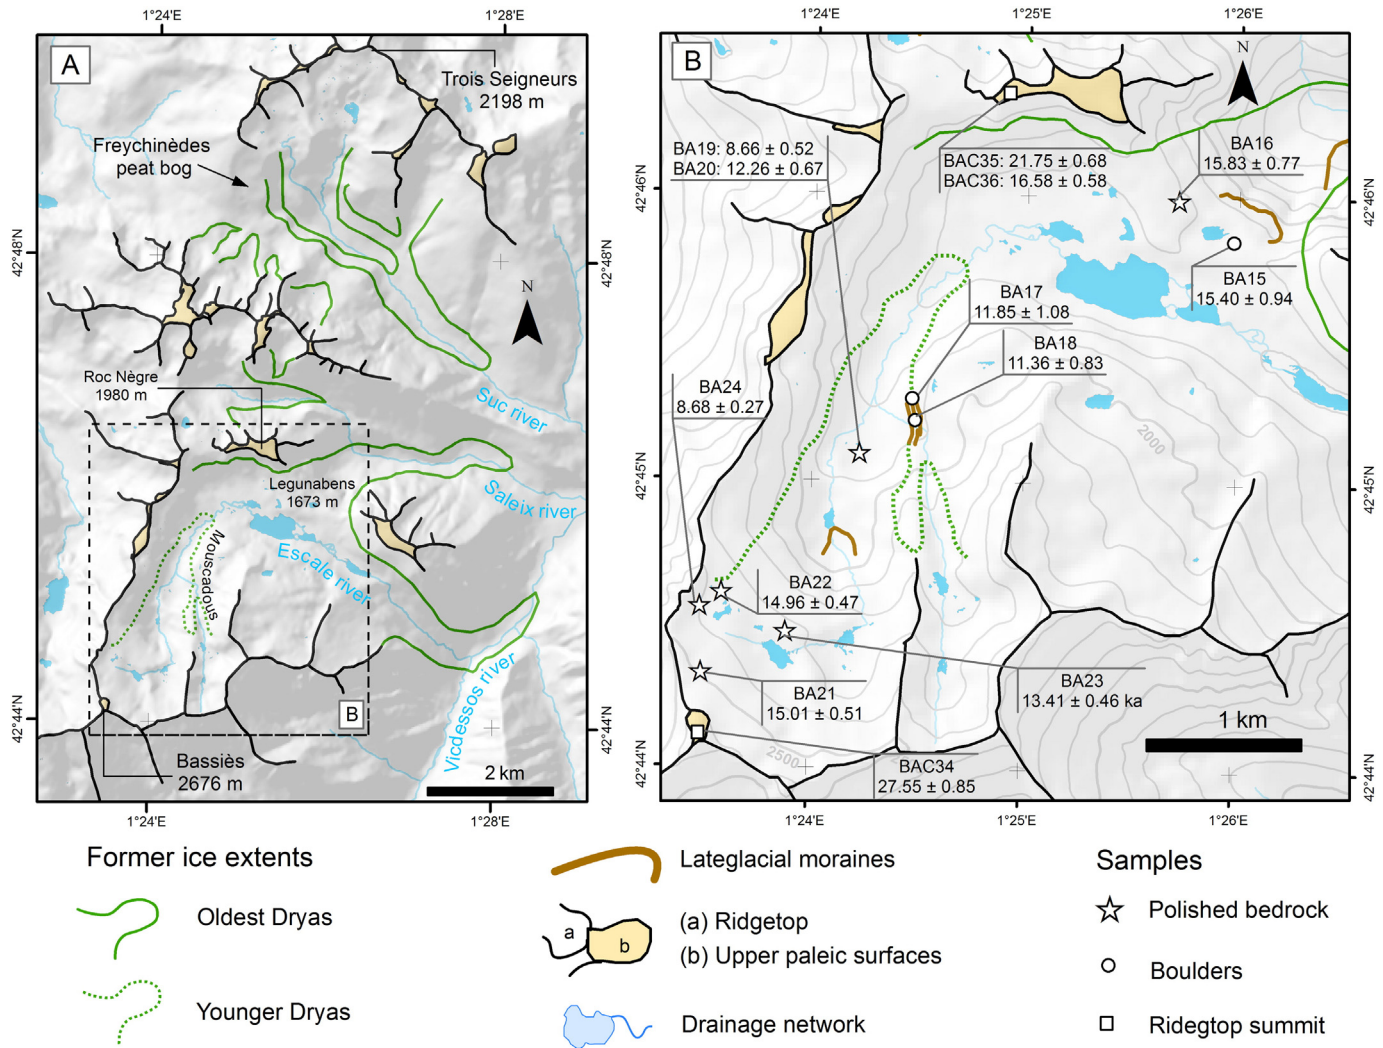 1°24'E
1°28'E
A
Trois Seigneurs
2198 m
Freychinèdes
peat bog
42°48'N
42°48'N
N
Roc Nègre
1980 m
Suc river
Legunabens
1673 m
Saleix river
Escale river
Mouscadous
Vicdessos river
B
42°44'N
42°44'N
Bassiès
2676 m
2 km
1°24'E
1°28'E
1°24'E
1°25'E
1°26'E
B
N
BA19: 8.66 ± 0.52
BA20: 12.26 ± 0.67
BAC35: 21.75 ± 0.68
BAC36: 16.58 ± 0.58
BA16
15.83 ± 0.77
42°46'N
42°46'N
BA17
11.85 ± 1.08
BA15
15.40 ± 0.94
BA18
11.36 ± 0.83
BA24
8.68 ± 0.27
2000
42°45'N
42°45'N
BA22
14.96 ± 0.47
BA21
15.01 ± 0.51
BA23
13.41 ± 0.46 ka
1 km
2500
BAC34
27.55 ± 0.85
42°44'N
42°44'N
1°24'E
1°25'E
1°26'E
Former ice extents
Oldest Dryas
Younger Dryas
Lateglacial moraines
a
b
(a) Ridgetop
(b) Upper paleic surfaces
Drainage network
Samples
Polished bedrock
Boulders
Ridegtop summit